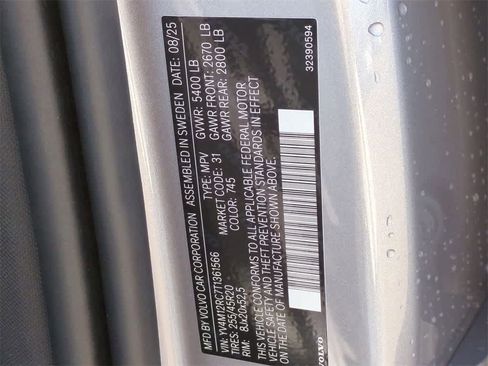 MFD BY VOLVO CAR CORPORATION ASSEMBLED IN SWEDEN DATE: 08/25
VIN: YV4M12RC7T1361566 TYPE: MPV GVWR: 5400 LB
TIRES: 255/45R20 MARKET CODE: 31 GAWR FRONT: 2670 LB
RIM: 8Jx20x52,5 COLOR: 745 GAWR REAR: 2800 LB
THIS VEHICLE CONFORMS TO ALL APPLICABLE FEDERAL MOTOR
VEHICLE SAFETY AND THEFT PREVENTION STANDARDS IN EFFECT
ON THE DATE OF MANUFACTURE SHOWN ABOVE.
VOLVO 32390594